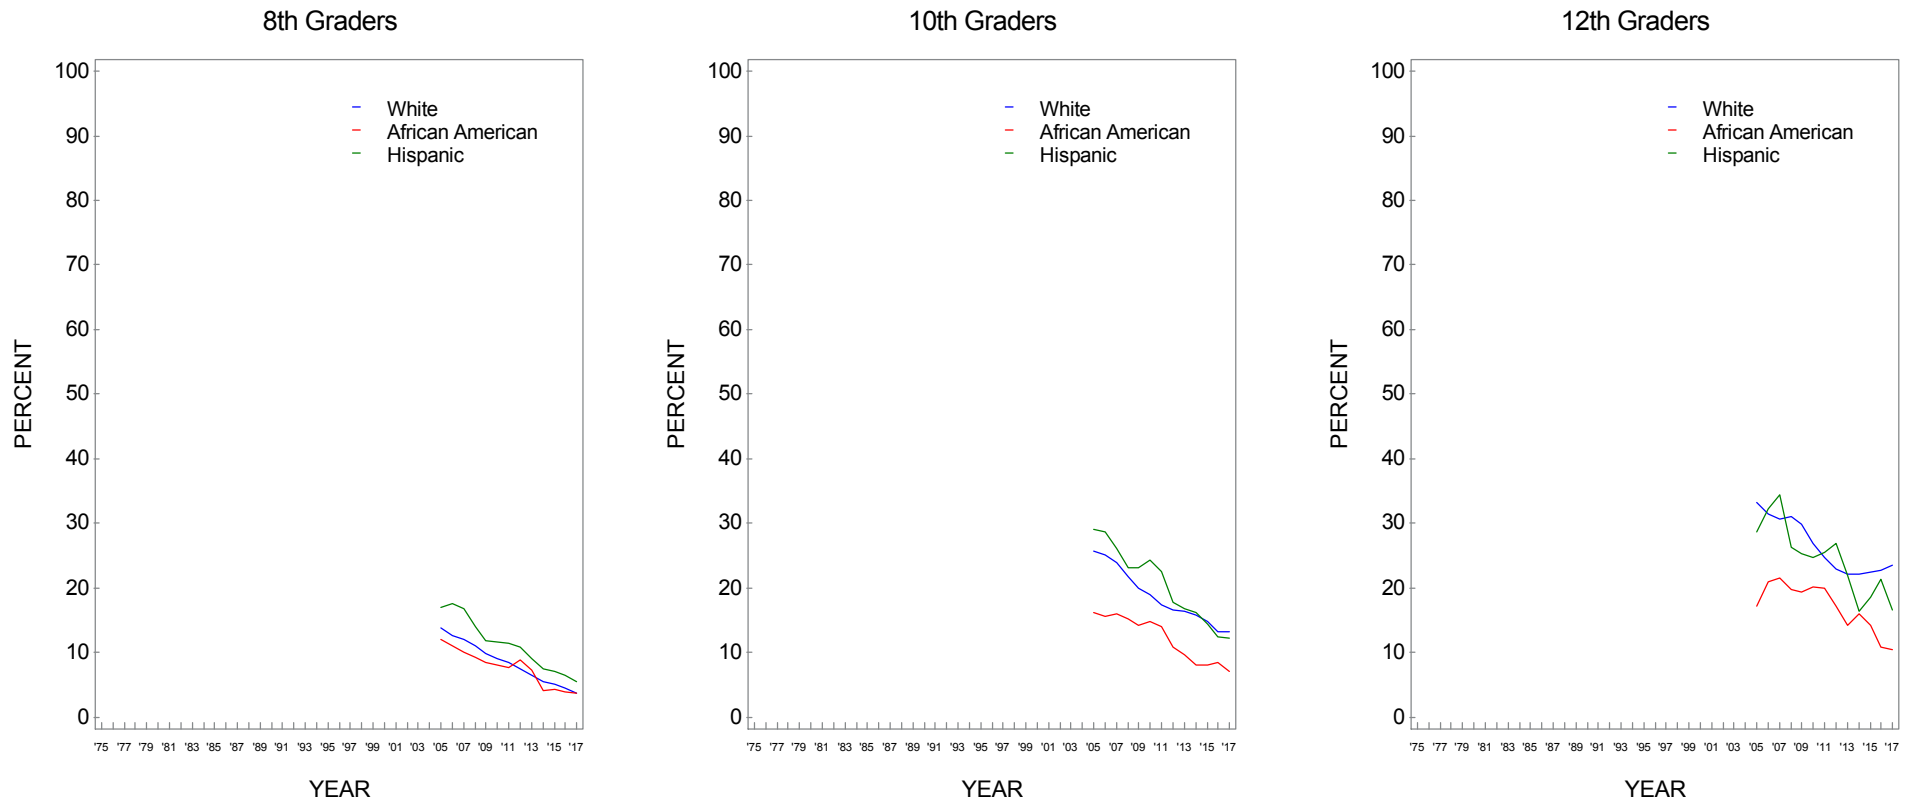 8th Graders
100
90
80
70
60
50
40
30
20
10
0
PERCENT
White
African American
Hispanic
'75 '77 '79 '81 '83 '85 '87 '89 '91 '93 '95 '97 '99 '01 '03 '05 '07 '09 '11 '13 '15 '17
YEAR
10th Graders
100
90
80
70
60
50
40
30
20
10
0
PERCENT
White
African American
Hispanic
'75 '77 '79 '81 '83 '85 '87 '89 '91 '93 '95 '97 '99 '01 '03 '05 '07 '09 '11 '13 '15 '17
YEAR
12th Graders
100
90
80
70
60
50
40
30
20
10
0
PERCENT
White
African American
Hispanic
'75 '77 '79 '81 '83 '85 '87 '89 '91 '93 '95 '97 '99 '01 '03 '05 '07 '09 '11 '13 '15 '17
YEAR